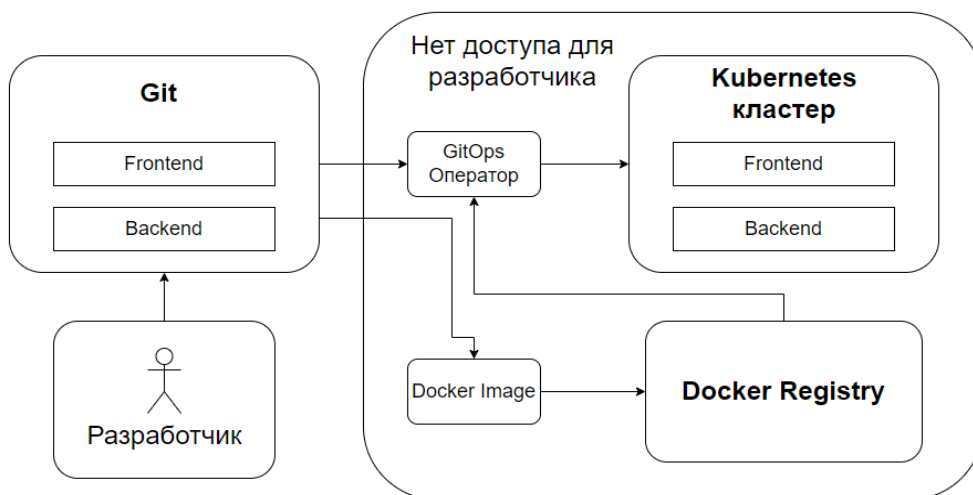 Git
Frontend
Backend
Разработчик
Нет доступа для
разработчика
GitOps
Оператор
Kubernetes
кластер
Frontend
Backend
Docker Image
Docker Registry